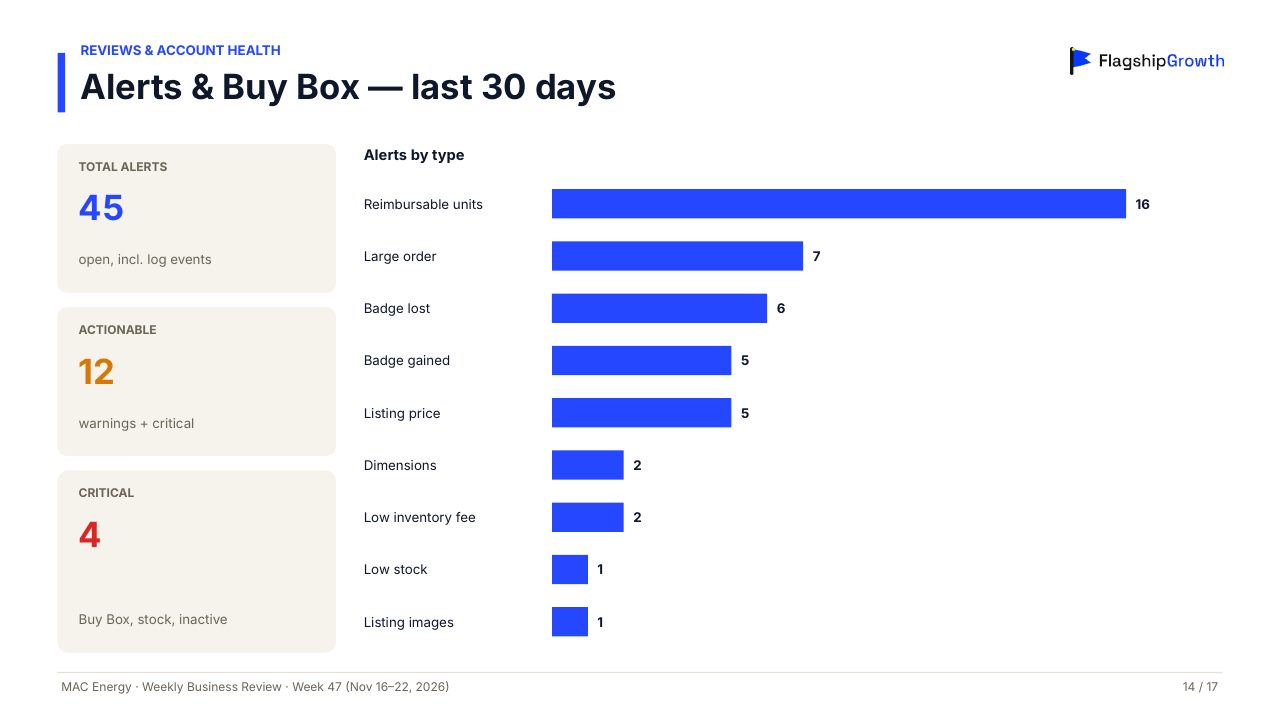 REVIEWS & ACCOUNT HEALTH
Alerts & Buy Box — last 30 days
FlagshipGrowth
TOTAL ALERTS
45
open, incl. log events
ACTIONABLE
12
warnings + critical
CRITICAL
4
Buy Box, stock, inactive
Alerts by type
Reimbursable units 16
Large order 7
Badge lost 6
Badge gained 5
Listing price 5
Dimensions 2
Low inventory fee 2
Low stock 1
Listing images 1
MAC Energy · Weekly Business Review · Week 47 (Nov 16–22, 2026) 14 / 17